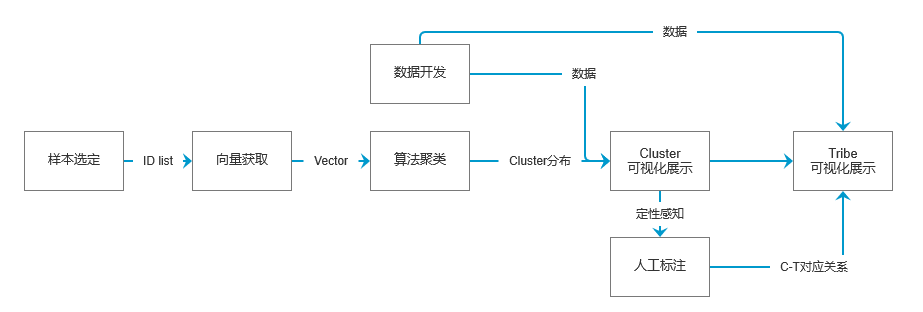 数据
数据开发
数据
样本选定
ID list
向量获取
Vector
算法聚类
Cluster分布
Cluster
可视化展示
Tribe
可视化展示
定性感知
人工标注
C-T对应关系